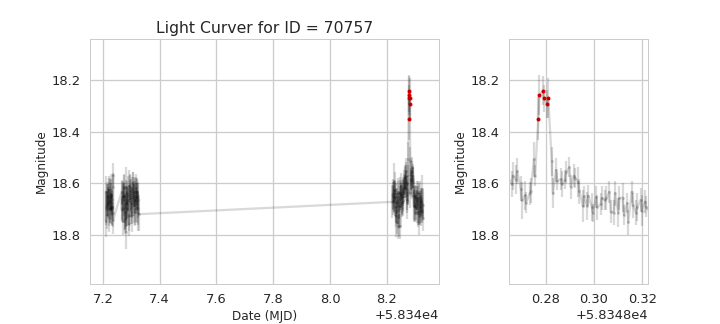 Light Curver for ID = 70757
Magnitude
18.2
18.4
18.6
18.8
7.2
7.4
7.6
7.8
8.0
8.2
Date (MJD)
+5.834e4
Magnitude
18.2
18.4
18.6
18.8
0.28
0.30
0.32
+5.8348e4